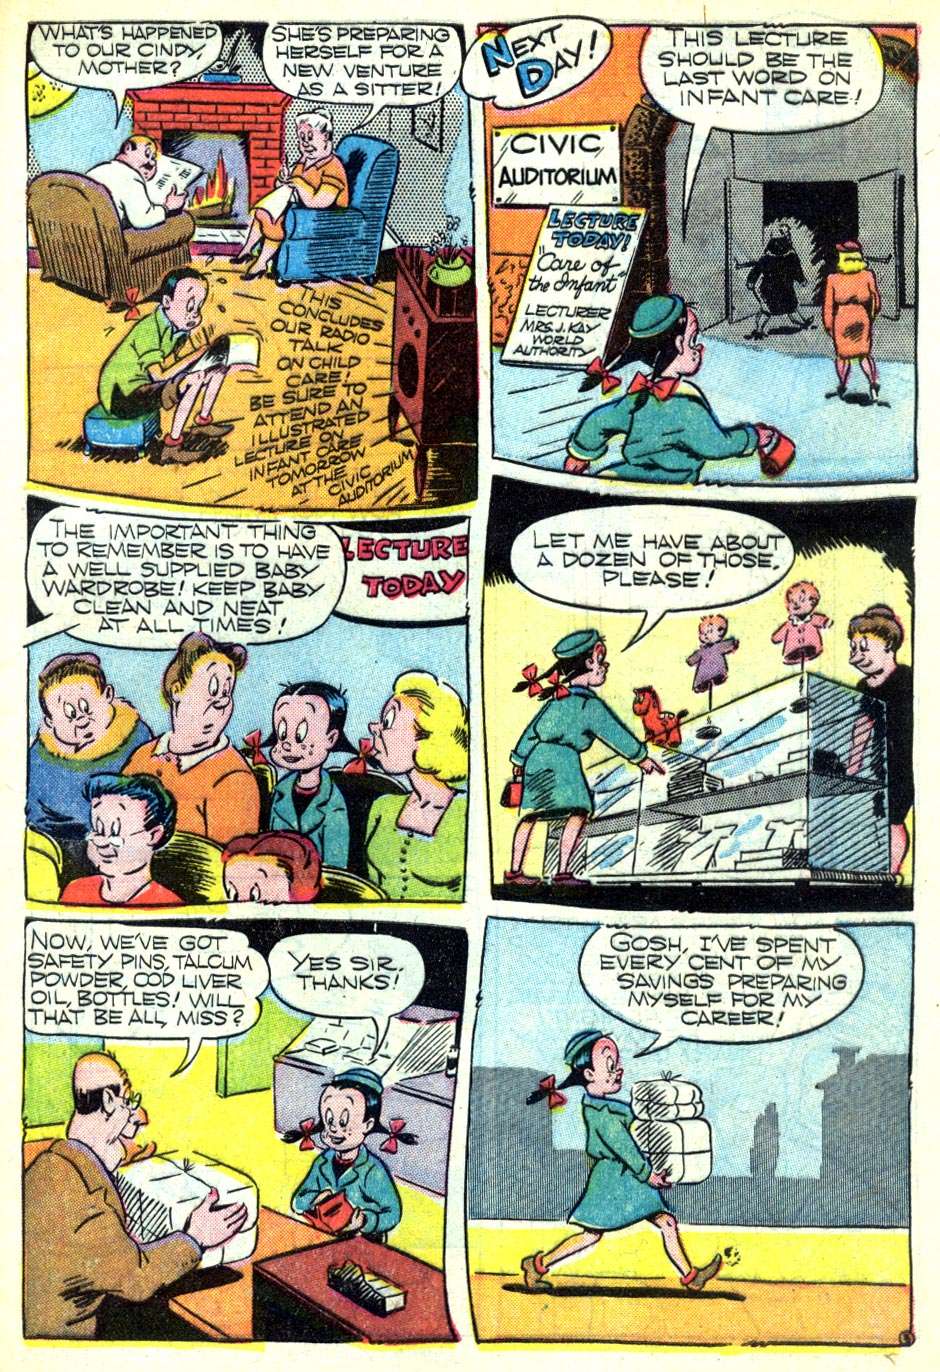 WHAT'S HAPPENED
TO OUR CINDY,
MOTHER?
SHE'S PREPARING
HERSELF FOR A
NEW VENTURE
AS A SITTER!
THIS
CONCLUDES
OUR RADIO
TALK
ON CHILD
CARE!
BE SURE TO
ATTEND AN
ILLUSTRATED
LECTURE ON
INFANT CARE
TOMORROW
AT THE
CIVIC
AUDITORIUM
NEXT
DAY!
THIS LECTURE
SHOULD BE THE
LAST WORD ON
INFANT CARE!
CIVIC
AUDITORIUM
LECTURE
TODAY!
"Care of
the Infant"
LECTURER
MRS. J. KAY
WORLD
AUTHORITY
THE IMPORTANT THING
TO REMEMBER IS TO HAVE
A WELL SUPPLIED BABY
WARDROBE! KEEP BABY
CLEAN AND NEAT
AT ALL TIMES!
LECTURE
TODAY
LET ME HAVE ABOUT
A DOZEN OF THOSE,
PLEASE!
NOW, WE'VE GOT
SAFETY PINS, TALCUM
POWDER, COD LIVER
OIL, BOTTLES! WILL
THAT BE ALL, MISS?
YES SIR,
THANKS!
GOSH, I'VE SPENT
EVERY CENT OF MY
SAVINGS PREPARING
MYSELF FOR MY
CAREER!